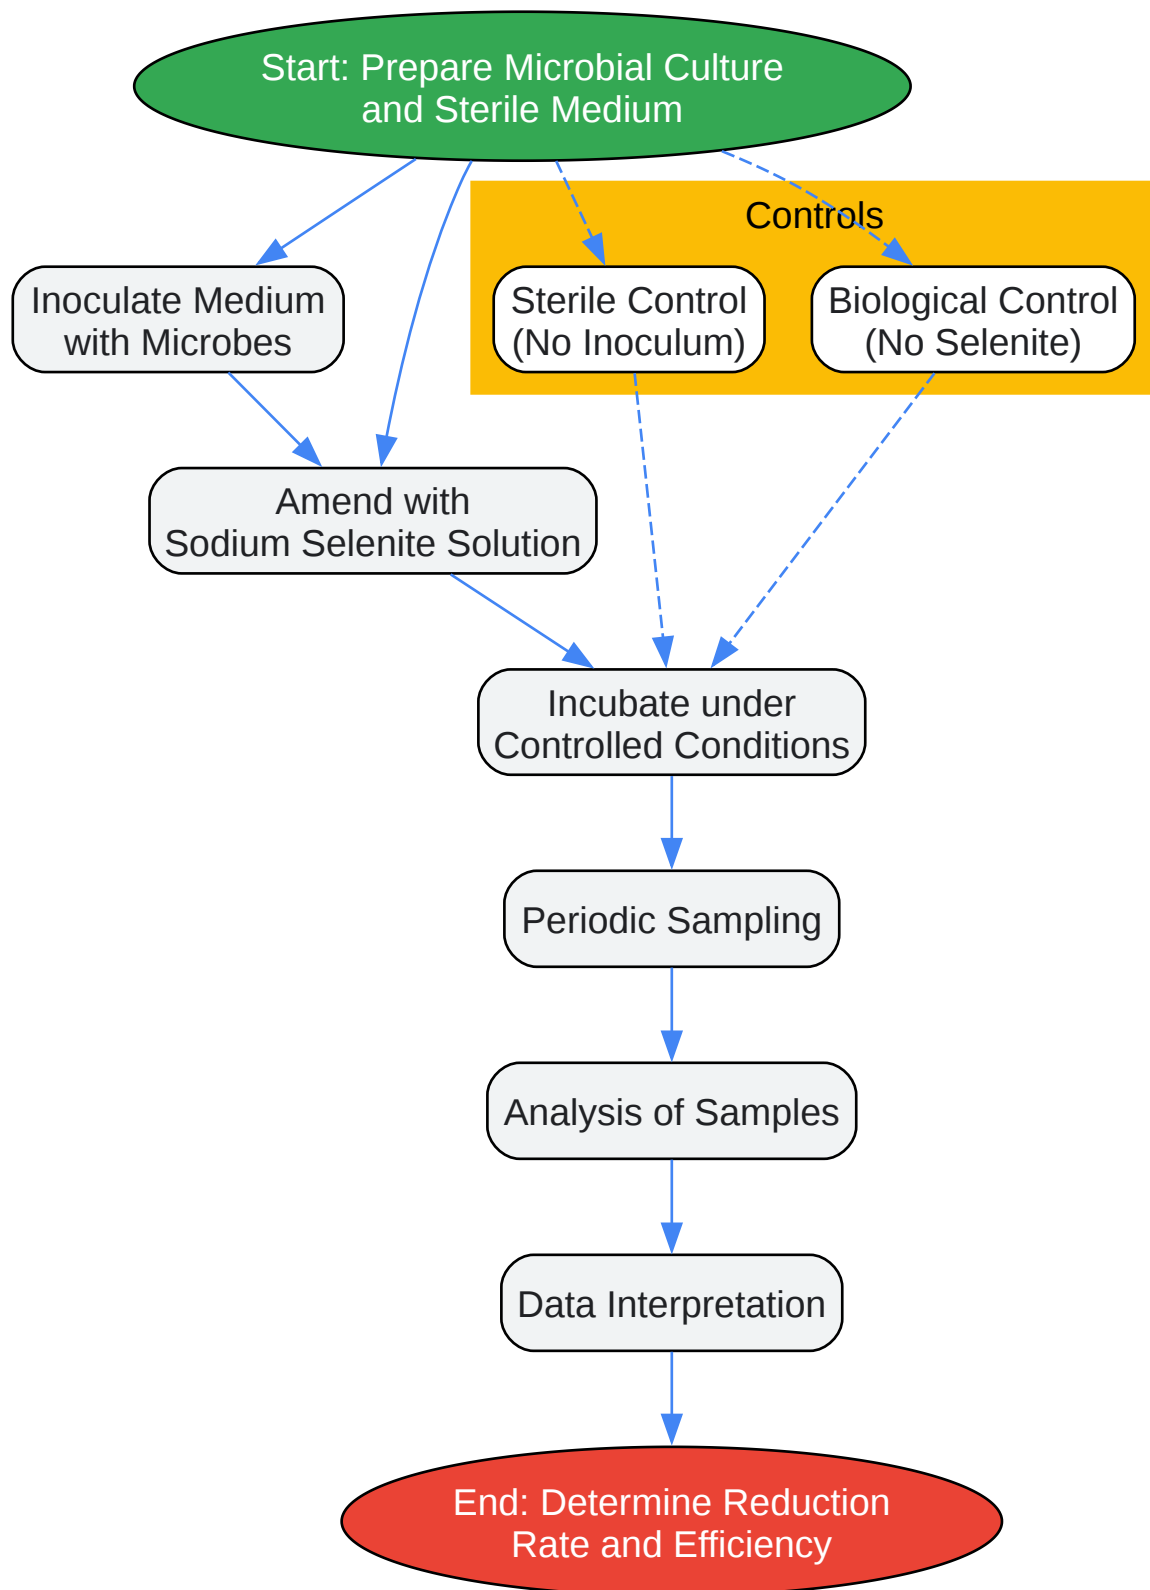 Start: Prepare Microbial Culture
and Sterile Medium
Controls
Inoculate Medium
with Microbes
Sterile Control
(No Inoculum)
Biological Control
(No Selenite)
Amend with
Sodium Selenite Solution
Incubate under
Controlled Conditions
Periodic Sampling
Analysis of Samples
Data Interpretation
End: Determine Reduction
Rate and Efficiency